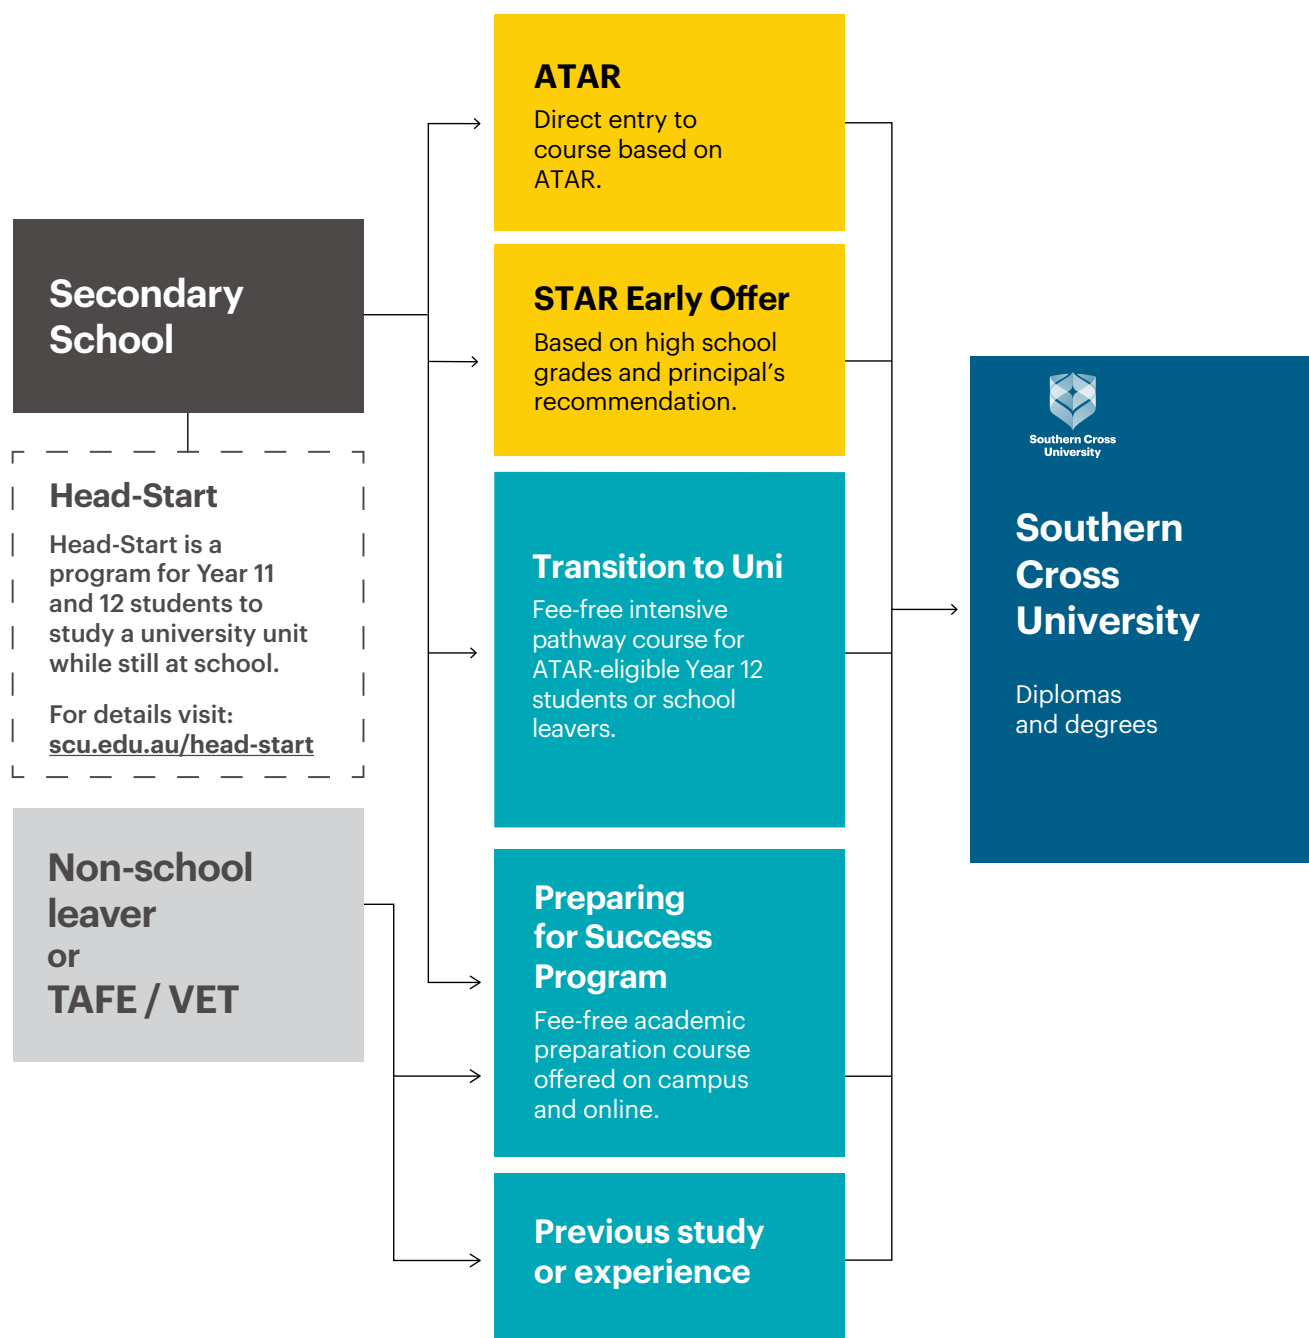 Secondary
School
Head-Start
Head-Start is a
program for Year 11
and 12 students to
study a university unit
while still at school.
For details visit:
scu.edu.au/head-start
Non-school
leaver
or
TAFE / VET
ATAR
Direct entry to
course based on
ATAR.
STAR Early Offer
Based on high school
grades and principal’s
recommendation.
Transition to Uni
Fee-free intensive
pathway course for
ATAR-eligible Year 12
students or school
leavers.
Preparing
for Success
Program
Fee-free academic
preparation course
offered on campus
and online.
Previous study
or experience
Southern Cross
University
Southern
Cross
University
Diplomas
and degrees